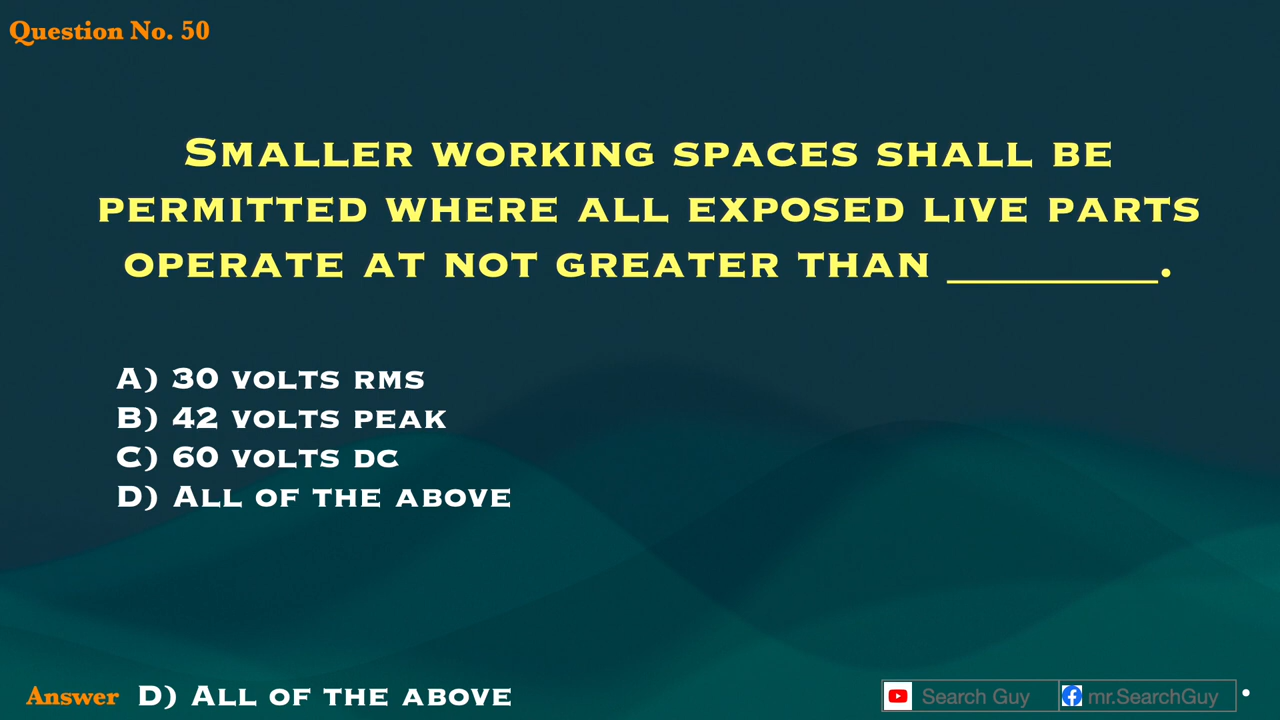 Question No. 50
Smaller working spaces shall be
permitted where all exposed live parts
operate at not greater than __________.
A) 30 volts rms
B) 42 volts peak
C) 60 volts dc
D) All of the above
Answer D) All of the above
Search Guy mr.SearchGuy